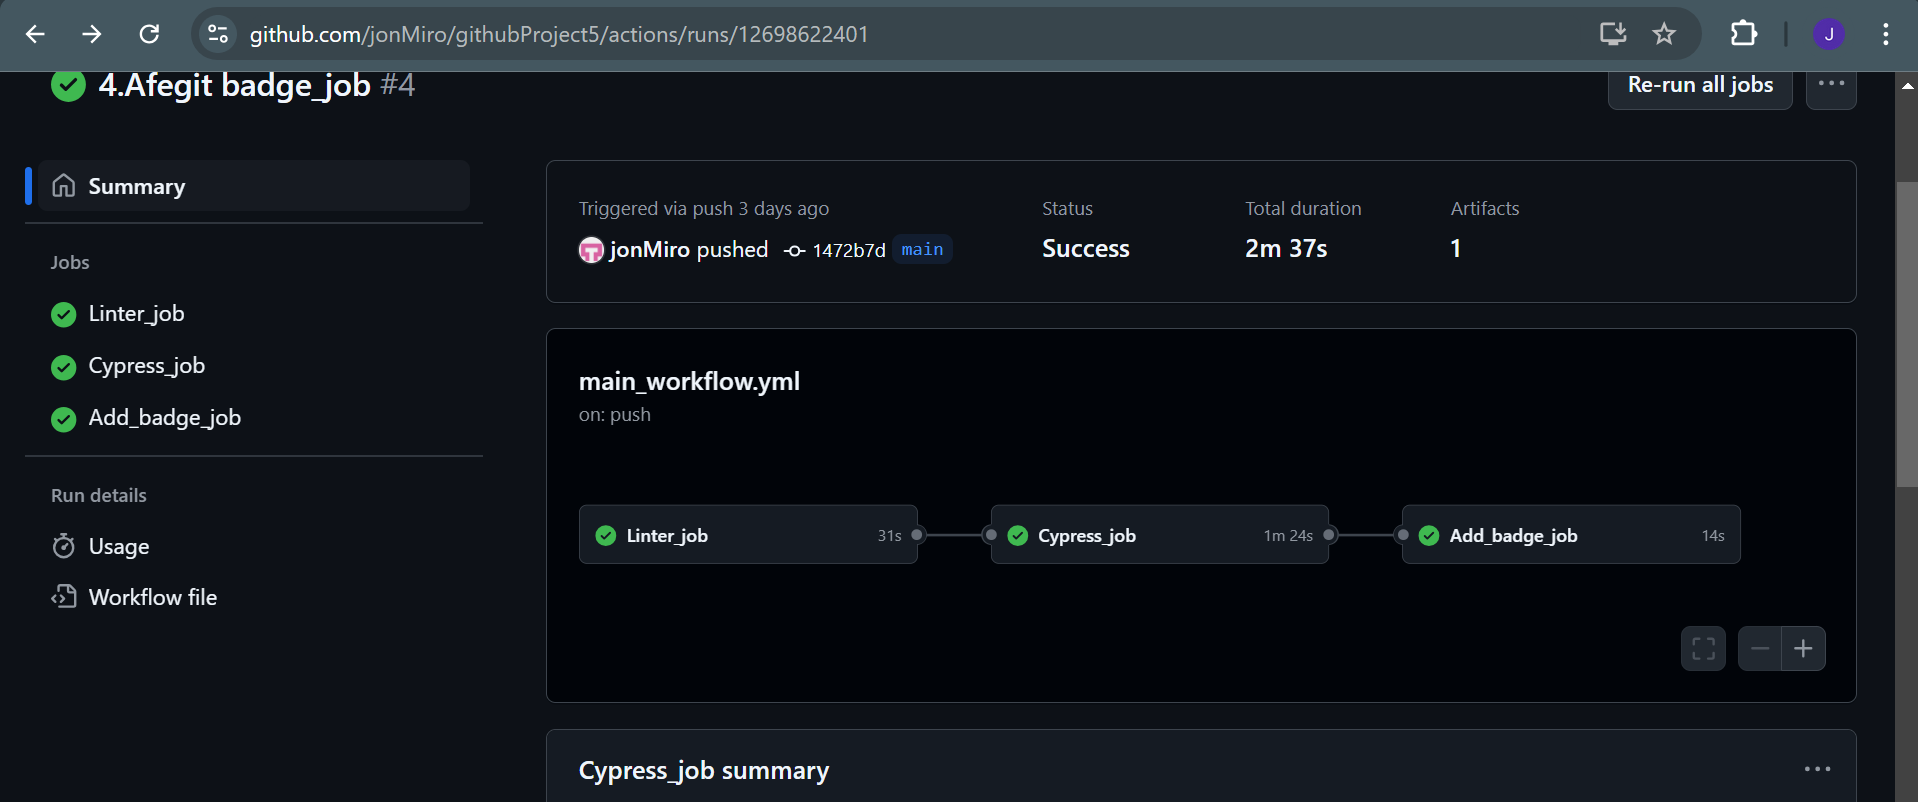 github.com/jonMiro/githubProject5/actions/runs/12698622401
J
4.Afegit badge_job #4
Re-run all jobs
Summary
Jobs
Linter_job
Cypress_job
Add_badge_job
Run details
Usage
Workflow file
Triggered via push 3 days ago
jonMiro pushed 1472b7d main
Status
Success
Total duration
2m 37s
Artifacts
1
main_workflow.yml
on: push
Linter_job 31s
Cypress_job 1m 24s
Add_badge_job 14s
Cypress_job summary